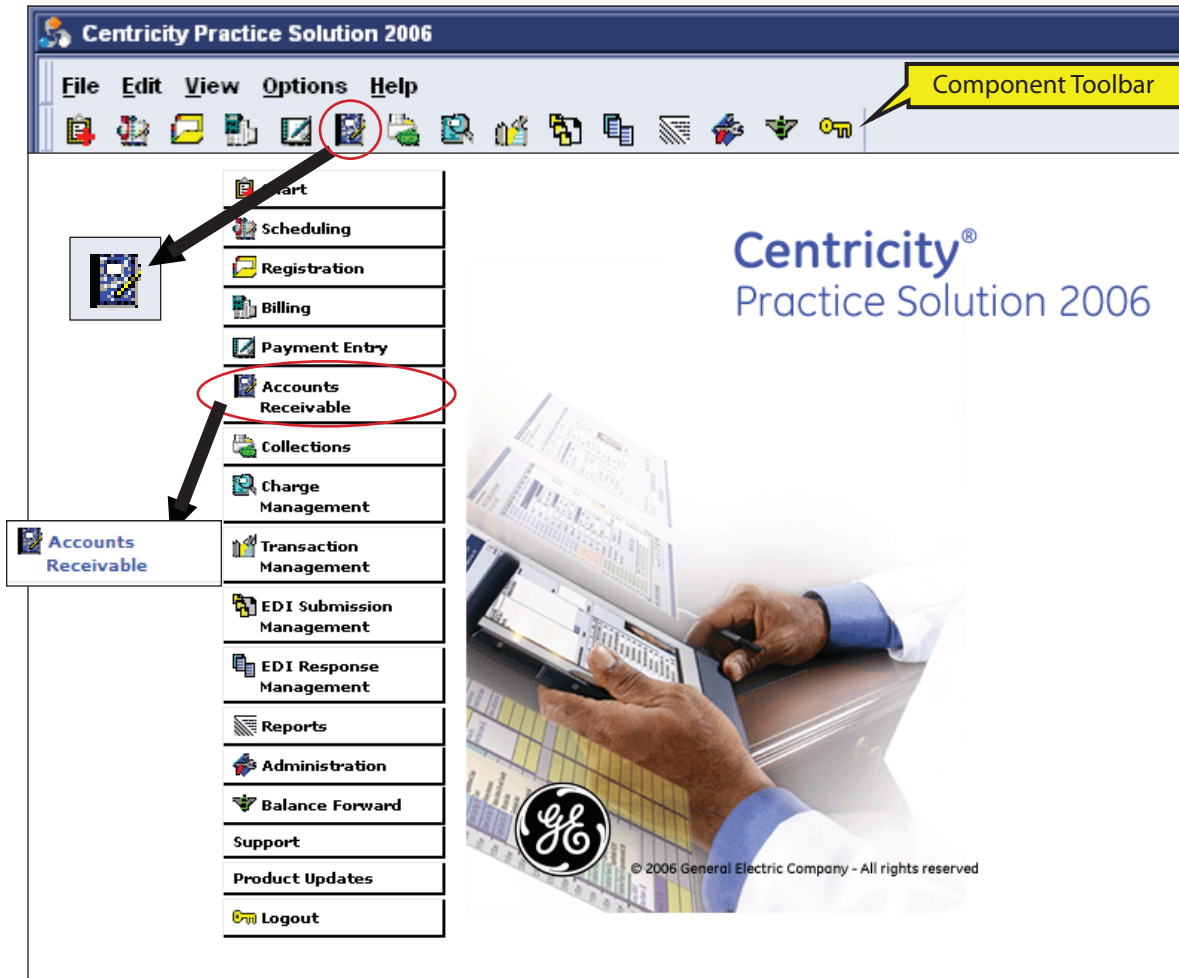 Centricity Practice Solution 2006
File Edit View Options Help
Component Toolbar
Scheduling
Registration
Billing
Payment Entry
Accounts
Receivable
Collections
Charge
Management
Transaction
Management
EDI Submission
Management
EDI Response
Management
Reports
Administration
Balance Forward
Support
Product Updates
Logout
Accounts
Receivable
Centricity®
Practice Solution 2006
GE
© 2006 General Electric Company - All rights reserved